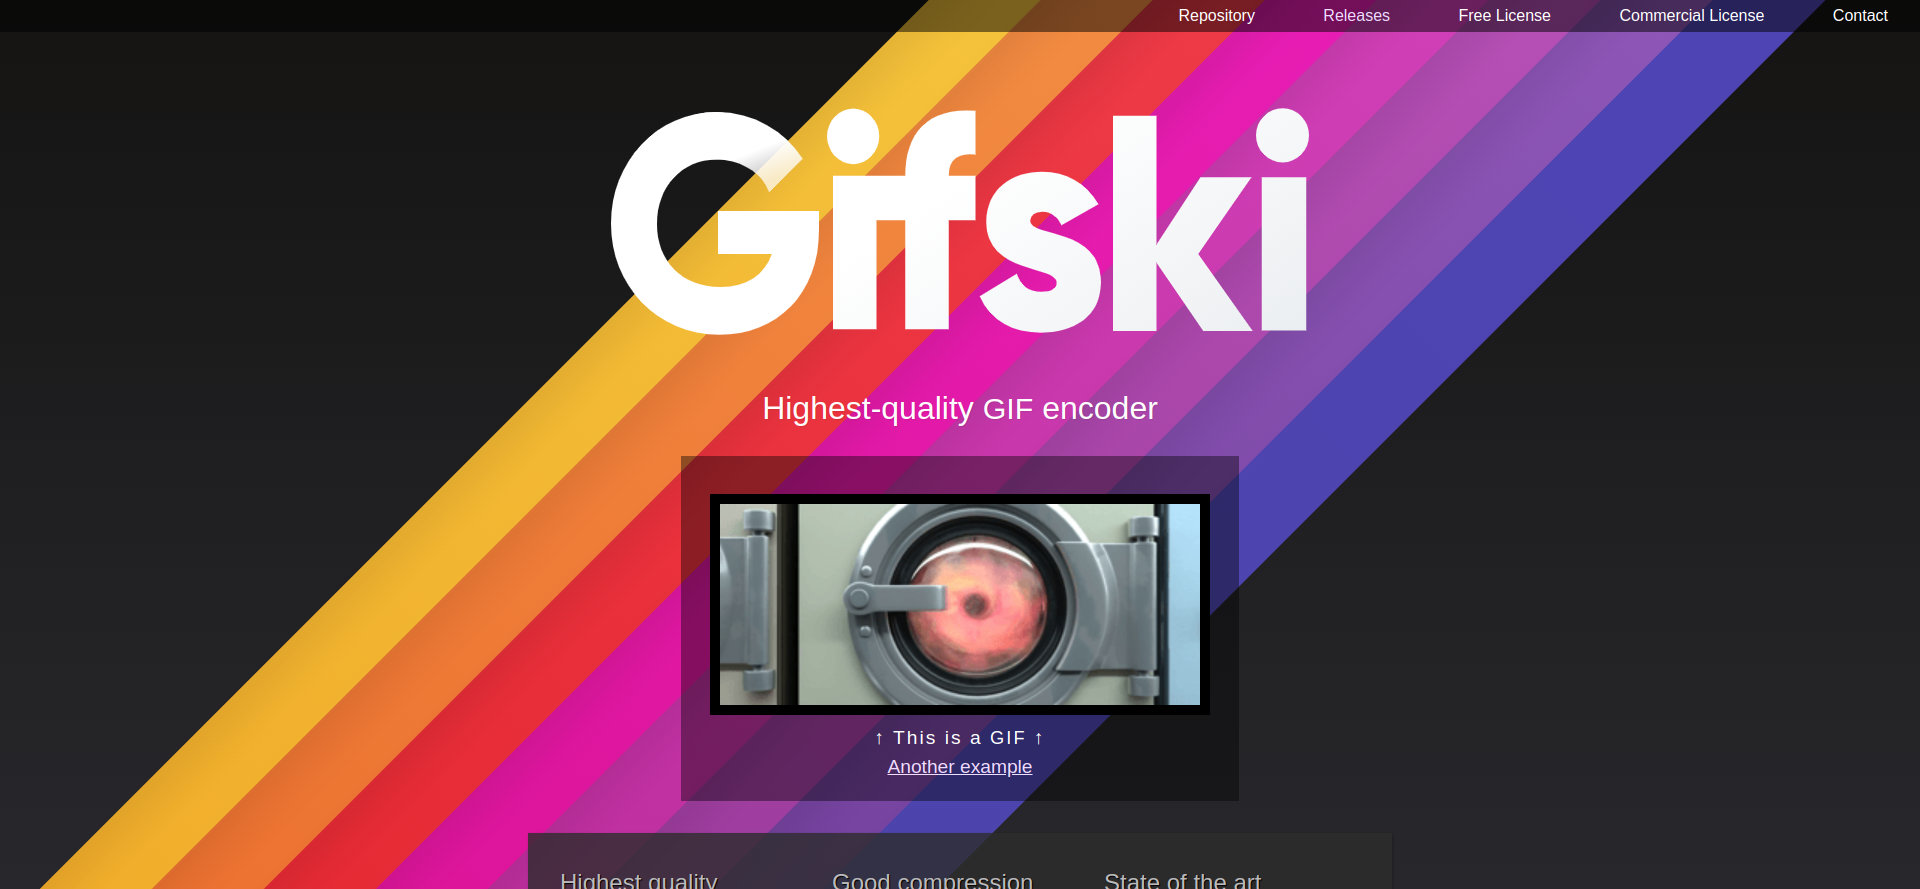 Repository Releases Free License Commercial License Contact
Gifski
Highest-quality GIF encoder
↑ This is a GIF ↑
Another example
Highest quality Good compression State of the art